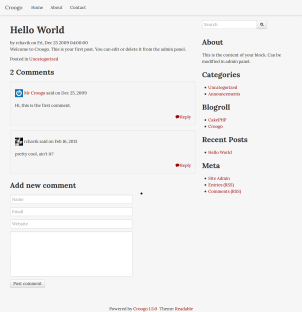 Croogo Home About Contact
Hello World
by rchavik on Fri, Dec 25 2009 04:00:00
Welcome to Croogo. This is your first post. You can edit or delete it from the admin panel.
Posted in Uncategorized
2 Comments
Mr Croogo said on Dec 25, 2009
Hi, this is the first comment.
Reply
rchavik said on Feb 16, 2013
pretty cool, ain't it?
Reply
Add new comment
Name
Email
Website
Post comment
Search
About
This is the content of your block. Can be
modified in admin panel.
Categories
Uncategorized
Announcements
Blogroll
CakePHP
Croogo
Recent Posts
Hello World
Meta
Site Admin
Entries (RSS)
Comments (RSS)
Powered by Croogo 1.5.0 Theme: Readable